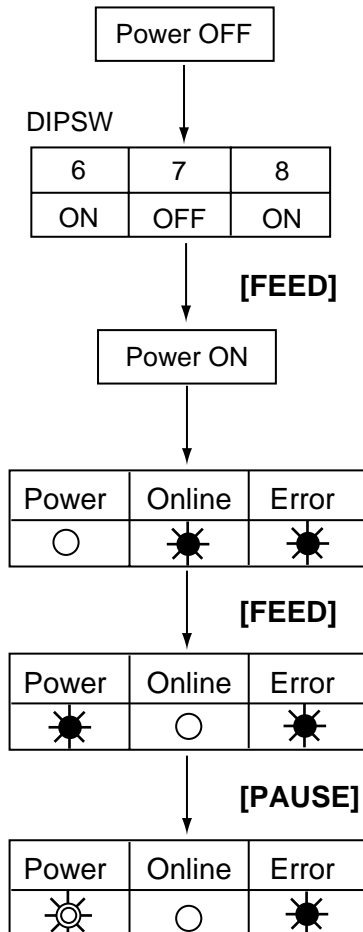 Power OFF
DIPSW
6 7 8
ON OFF ON
[FEED]
Power ON
Power Online Error
[FEED]
Power Online Error
[PAUSE]
Power Online Error